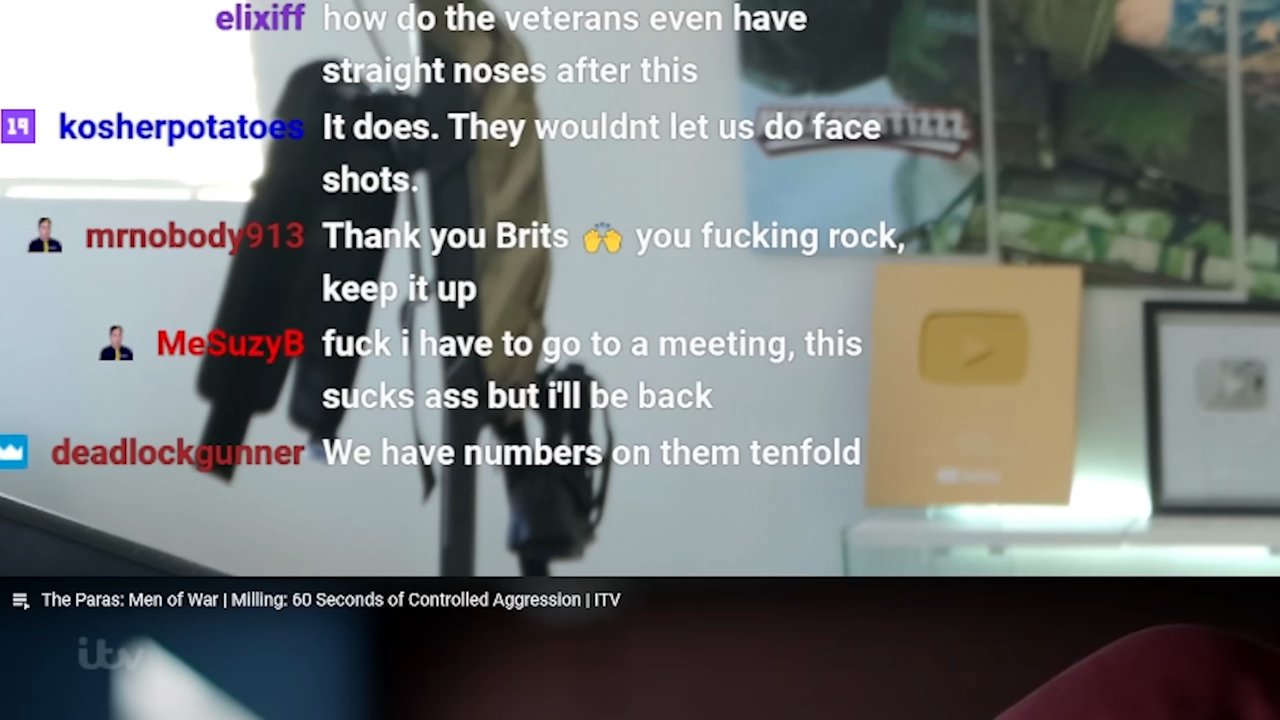 elixiff how do the veterans even have
straight noses after this
19 kosherpotatoes It does. They wouldnt let us do face
shots.
mrnobody913 Thank you Brits 🙌 you fucking rock,
keep it up
MeSuzyB fuck i have to go to a meeting, this
sucks ass but i'll be back
deadlockgunner We have numbers on them tenfold
The Paras: Men of War | Milling: 60 Seconds of Controlled Aggression | ITV
itv